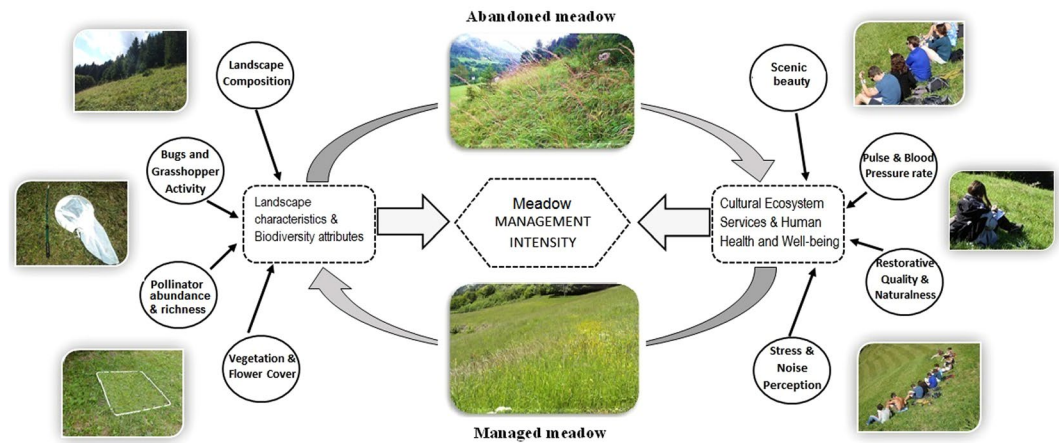 Abandoned meadow
Landscape
Composition
Bugs and
Grasshopper
Activity
Pollinator
abundance
& richness
Vegetation &
Flower Cover
Landscape
characteristics &
Biodiversity attributes
Meadow
MANAGEMENT
INTENSITY
Cultural Ecosystem
Services & Human
Health and Well-being
Scenic
beauty
Pulse & Blood
Pressure rate
Restorative
Quality &
Naturalness
Stress &
Noise
Perception
Managed meadow